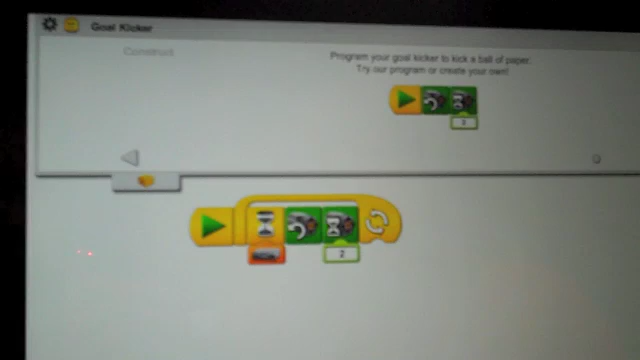 Goal Kicker
Construct
Program your goal kicker to kick a ball of paper.
Try our program or create your own!
1
2